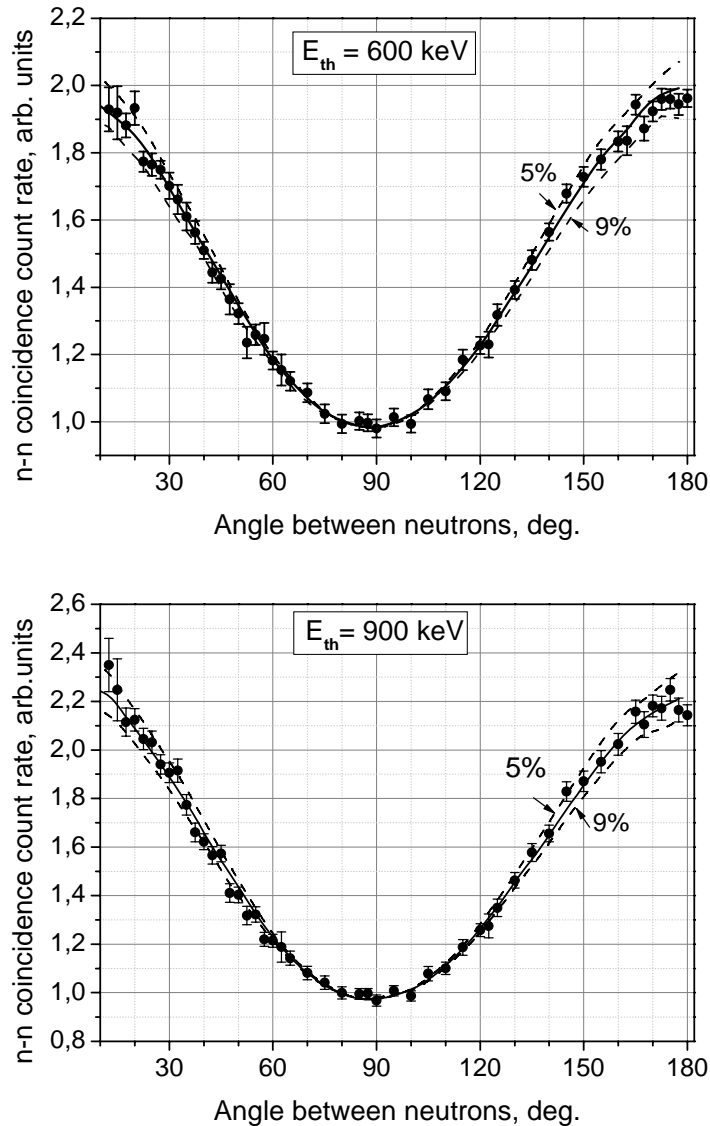 2,2
2,0
1,8
1,6
1,4
1,2
1,0
n-n coincidence count rate, arb. units
E_th = 600 keV
5%
9%
30 60 90 120 150 180
Angle between neutrons, deg.
2,6
2,4
2,2
2,0
1,8
1,6
1,4
1,2
1,0
0,8
n-n coincidence count rate, arb.units
E_th= 900 keV
5%
9%
30 60 90 120 150 180
Angle between neutrons, deg.